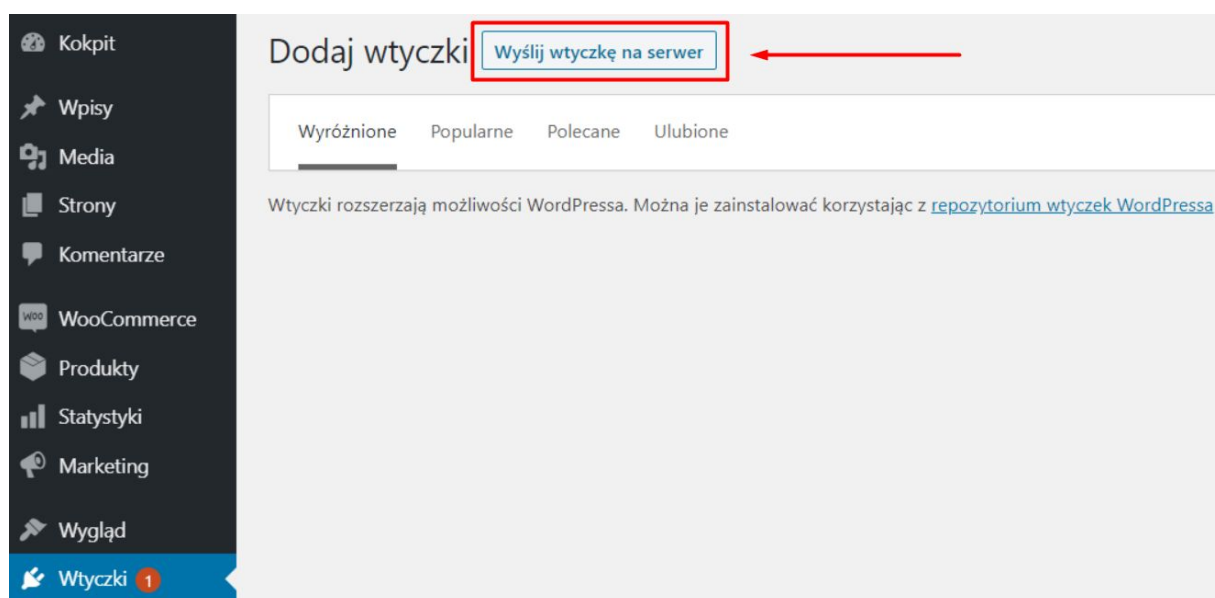 Kokpit
Wpisy
Media
Strony
Komentarze
Woo
WooCommerce
Produkty
Statystyki
Marketing
Wygląd
Wtyczki 1
Dodaj wtyczki Wyślij wtyczkę na serwer
Wyróżnione Popularne Polecane Ulubione
Wtyczki rozszerzają możliwości WordPressa. Można je zainstalować korzystając z repozytorium wtyczek WordPressa